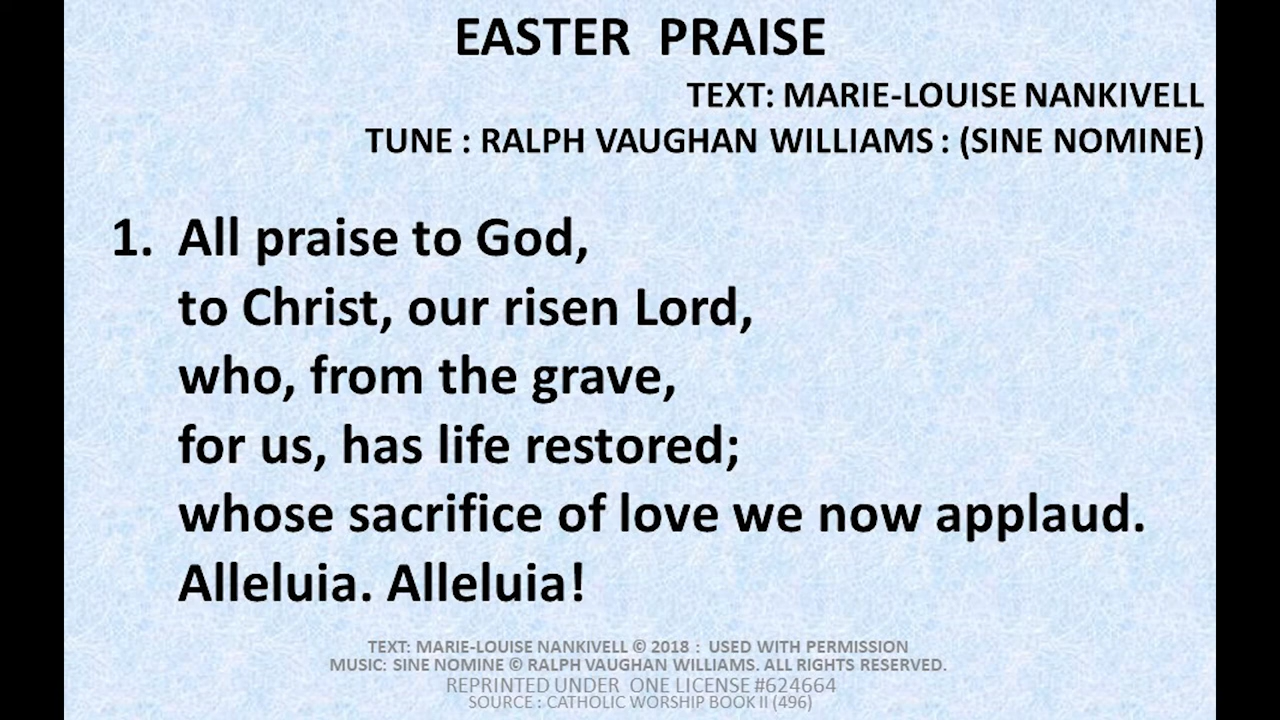 EASTER PRAISE
TEXT: MARIE-LOUISE NANKIVELL
TUNE : RALPH VAUGHAN WILLIAMS : (SINE NOMINE)
1. All praise to God,
to Christ, our risen Lord,
who, from the grave,
for us, has life restored;
whose sacrifice of love we now applaud.
Alleluia. Alleluia!
TEXT: MARIE-LOUISE NANKIVELL © 2018 : USED WITH PERMISSION
MUSIC: SINE NOMINE © RALPH VAUGHAN WILLIAMS. ALL RIGHTS RESERVED.
REPRINTED UNDER ONE LICENSE #624664
SOURCE : CATHOLIC WORSHIP BOOK II (496)